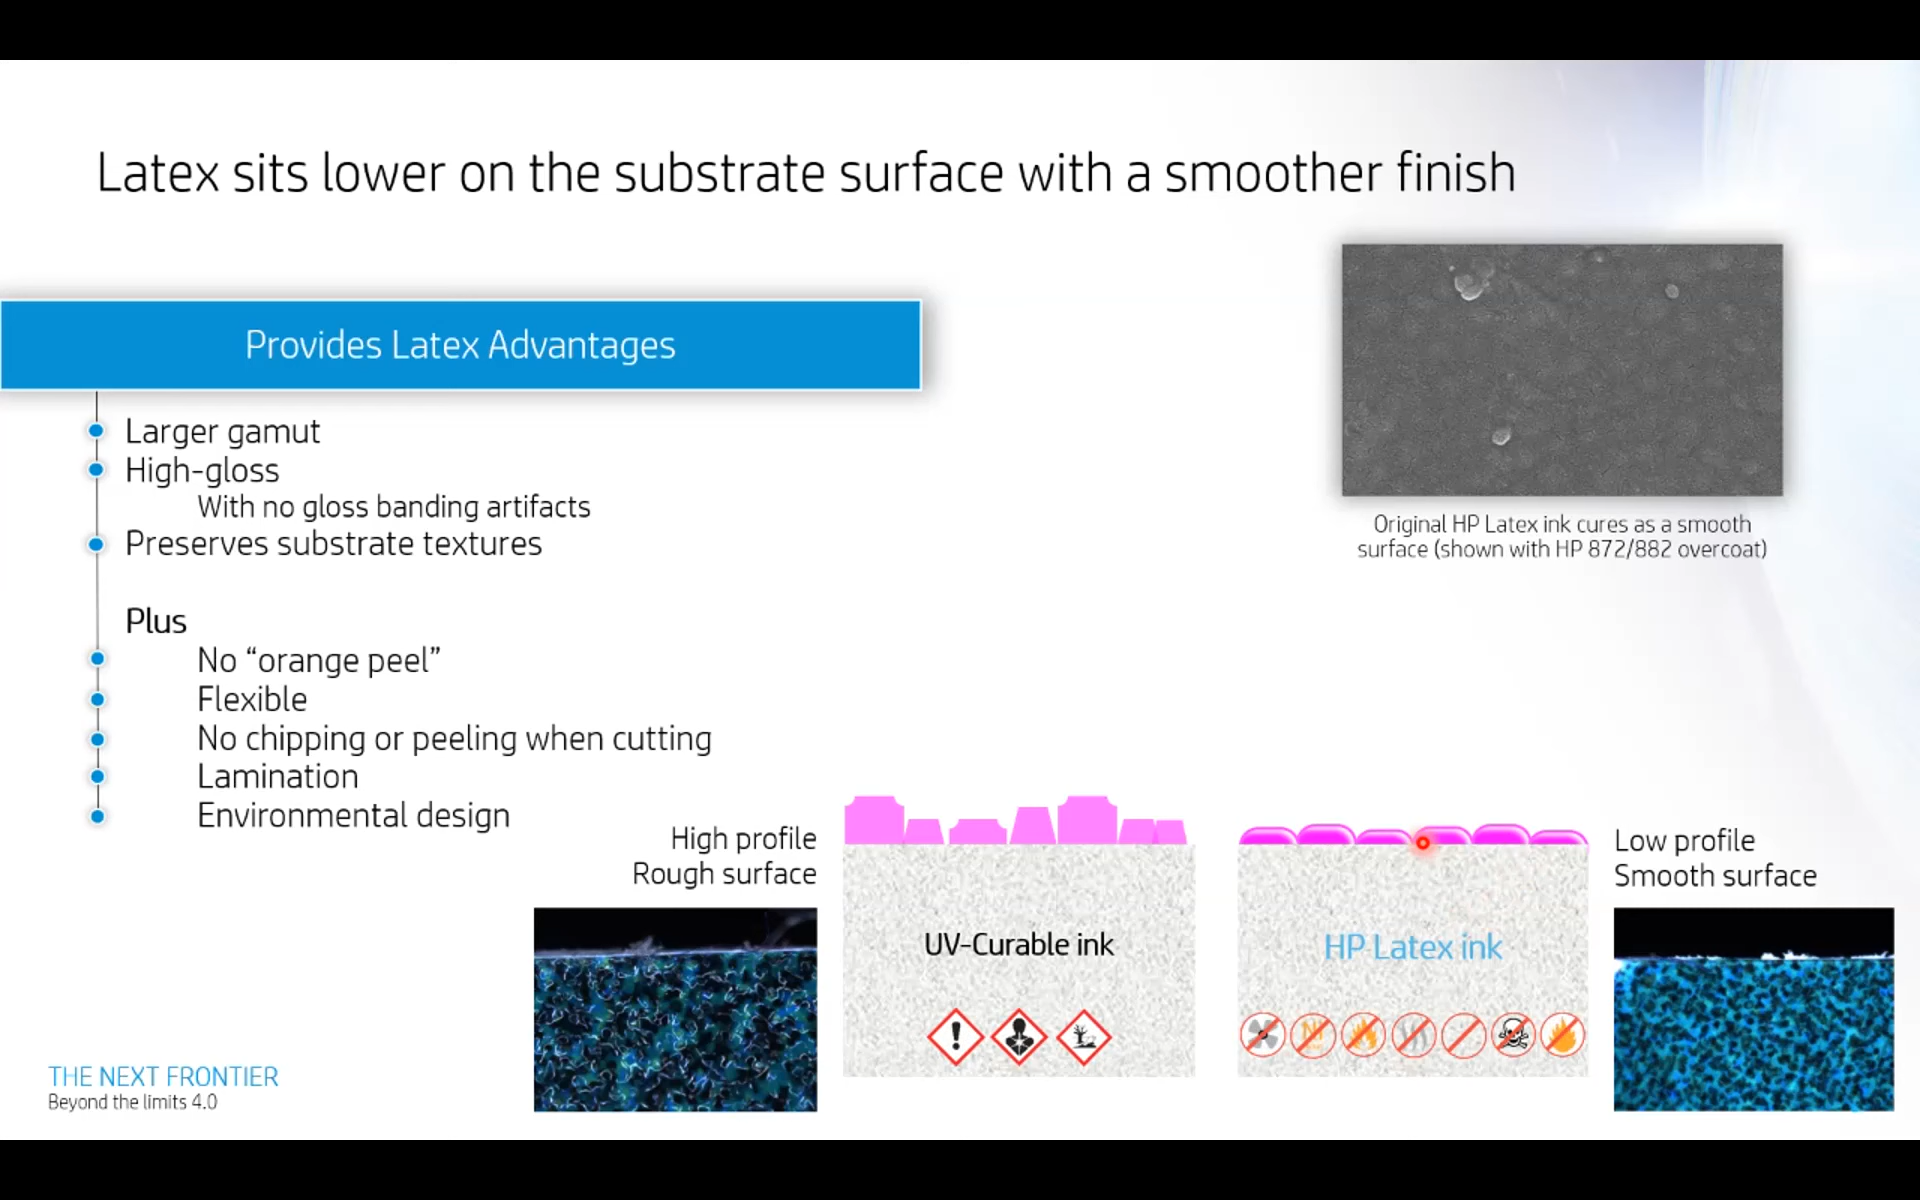 Latex sits lower on the substrate surface with a smoother finish
Provides Latex Advantages
Larger gamut
High-gloss
With no gloss banding artifacts
Preserves substrate textures
Plus
No “orange peel”
Flexible
No chipping or peeling when cutting
Lamination
Environmental design
Original HP Latex ink cures as a smooth
surface (shown with HP 872/882 overcoat)
High profile
Rough surface
UV-Curable ink
HP Latex ink
Low profile
Smooth surface
THE NEXT FRONTIER
Beyond the limits 4.0